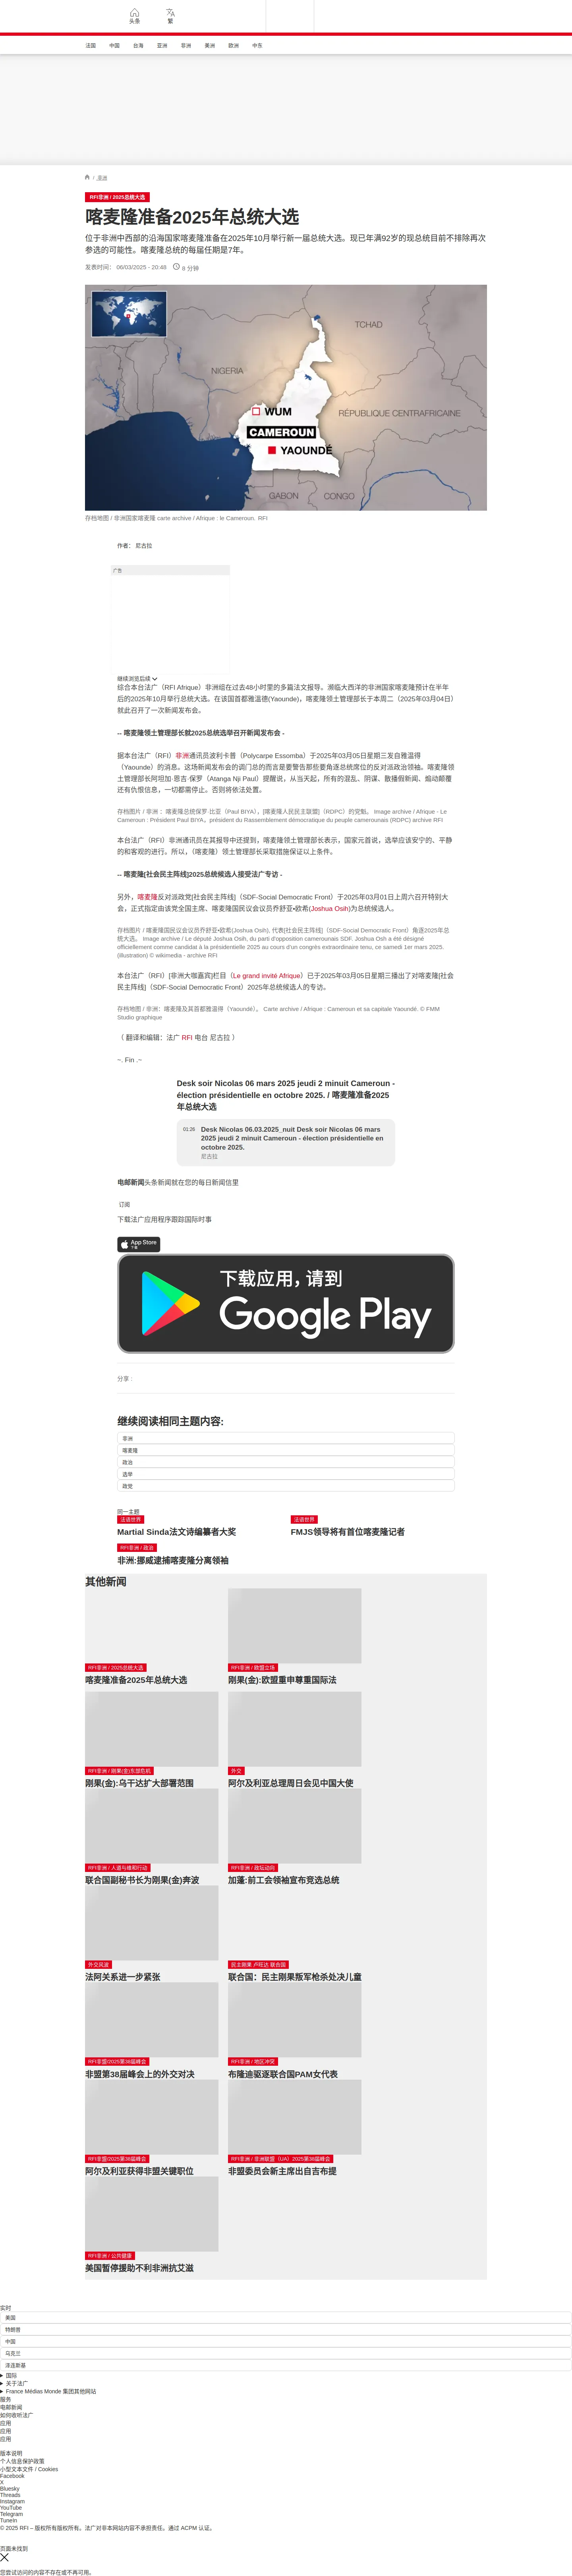 头条
繁
法国 中国 台海 亚洲 非洲 美洲 欧洲 中东
/ 非洲
RFI非洲 / 2025总统大选
喀麦隆准备2025年总统大选
位于非洲中西部的沿海国家喀麦隆准备在2025年10月举行新一届总统大选。现已年满92岁的现总统目前不排除再次
参选的可能性。喀麦隆总统的每届任期是7年。
发表时间： 06/03/2025 - 20:48 8 分钟
TCHAD
NIGERIA
WUM
RÉPUBLIQUE CENTRAFRICAINE
CAMEROUN
YAOUNDÉ
GABON
CONGO
存档地图 / 非洲国家喀麦隆 carte archive / Afrique : le Cameroun. RFI
作者： 尼古拉
广告
继续浏览后续
综合本台法广（RFI Afrique）非洲组在过去48小时里的多篇法文报导。濒临大西洋的非洲国家喀麦隆预计在半年
后的2025年10月举行总统大选。在该国首都雅温德(Yaounde)，喀麦隆领土管理部长于本周二（2025年03月04日）
就此召开了一次新闻发布会。
-- 喀麦隆领土管理部长就2025总统选举召开新闻发布会 -
据本台法广（RFI）非洲通讯员波利卡普（Polycarpe Essomba）于2025年03月05日星期三发自雅温得
（Yaounde）的消息。这场新闻发布会的调门总的而言是要警告那些要角逐总统席位的反对派政治领袖。喀麦隆领
土管理部长阿坦加·恩吉·保罗（Atanga Nji Paul）提醒说，从当天起，所有的混乱、阴谋、散播假新闻、煽动颠覆
还有仇恨信息，一切都需停止。否则将依法处置。
存档图片 / 非洲 ：喀麦隆总统保罗·比亚（Paul BIYA），[喀麦隆人民民主联盟]（RDPC）的党魁。 Image archive / Afrique - Le
Cameroun : Président Paul BIYA，président du Rassemblement démocratique du peuple camerounais (RDPC) archive RFI
本台法广（RFI）非洲通讯员在其报导中还提到，喀麦隆领土管理部长表示，国家元首说，选举应该安宁的、平静
的和客观的进行。所以，（喀麦隆）领土管理部长采取措施保证以上条件。
-- 喀麦隆[社会民主阵线]2025总统候选人接受法广专访 -
另外，喀麦隆反对派政党[社会民主阵线]（SDF-Social Democratic Front）于2025年03月01日上周六召开特别大
会，正式指定由该党全国主席、喀麦隆国民议会议员乔舒亚•欧希(Joshua Osih)为总统候选人。
存档图片 / 喀麦隆国民议会议员乔舒亚•欧希(Joshua Osih), 代表[社会民主阵线]（SDF-Social Democratic Front）角逐2025年总
统大选。 Image archive / Le député Joshua Osih, du parti d'opposition camerounais SDF. Joshua Osh a été désigné
officiellement comme candidat à la présidentielle 2025 au cours d'un congrès extraordinaire tenu, ce samedi 1er mars 2025.
(illustration) © wikimedia - archive RFI
本台法广（RFI）[非洲大咖嘉宾]栏目（Le grand invité Afrique）已于2025年03月05日星期三播出了对喀麦隆[社会
民主阵线]（SDF-Social Democratic Front）2025年总统候选人的专访。
存档地图 / 非洲： 喀麦隆及其首都雅温得（Yaoundé）。 Carte archive / Afrique : Cameroun et sa capitale Yaoundé. © FMM
Studio graphique
（ 翻译和编辑：法广 RFI 电台 尼古拉 ）
~. Fin .~
Desk soir Nicolas 06 mars 2025 jeudi 2 minuit Cameroun -
élection présidentielle en octobre 2025. / 喀麦隆准备2025
年总统大选
01:26 Desk Nicolas 06.03.2025_nuit Desk soir Nicolas 06 mars
2025 jeudi 2 minuit Cameroun - élection présidentielle en
octobre 2025.
尼古拉
电邮新闻头条新闻就在您的每日新闻信里
订阅
下载法广应用程序跟踪国际时事
App Store
下载
下载应用，请到
Google Play
分享 :
继续阅读相同主题内容:
非洲
喀麦隆
政治
选举
政党
同一主题
法语世界
Martial Sinda法文诗编纂者大奖
法语世界
FMJS领导将有首位喀麦隆记者
RFI非洲 / 政治
非洲:挪威逮捕喀麦隆分离领袖
其他新闻
RFI非洲 / 2025总统大选
喀麦隆准备2025年总统大选
RFI非洲 / 欧盟立场
刚果(金):欧盟重申尊重国际法
RFI非洲 / 刚果(金)东部危机
刚果(金):乌干达扩大部署范围
外交
阿尔及利亚总理周日会见中国大使
RFI非洲 / 人道与维和行动
联合国副秘书长为刚果(金)奔波
RFI非洲 / 政坛动向
加蓬:前工会领袖宣布竞选总统
外交风波
法阿关系进一步紧张
民主刚果 卢旺达 联合国
联合国：民主刚果叛军枪杀处决儿童
RFI非盟/2025第38届峰会
非盟第38届峰会上的外交对决
RFI非洲 / 地区冲突
布隆迪驱逐联合国PAM女代表
RFI非盟/2025第38届峰会
阿尔及利亚获得非盟关键职位
RFI非洲 / 非洲联盟（UA）2025第38届峰会
非盟委员会新主席出自吉布提
RFI非洲 / 公共健康
美国暂停援助不利非洲抗艾滋
实时
美国
特朗普
中国
乌克兰
泽连斯基
国际
关于法广
France Médias Monde 集团其他网站
服务
电邮新闻
如何收听法广
应用
应用
应用
版本说明
个人信息保护政策
小型文本文件 / Cookies
Facebook
X
Bluesky
Threads
Instagram
YouTube
Telegram
TuneIn
© 2025 RFI – 版权所有版权所有。法广对非本网站内容不承担责任。通过 ACPM 认证。
页面未找到
您尝试访问的内容不存在或不再可用。